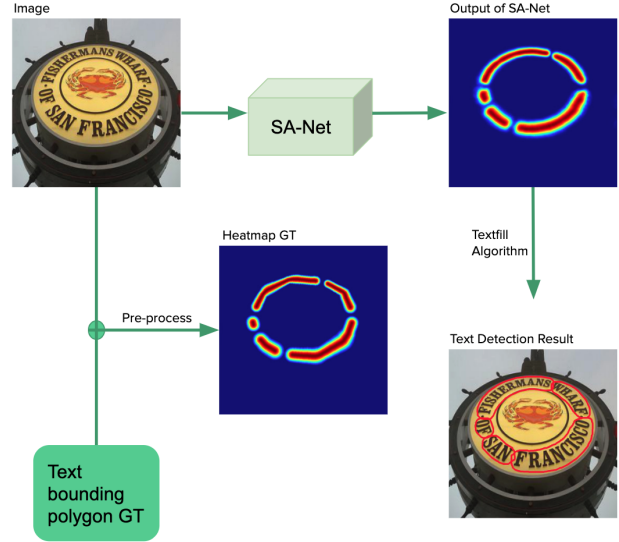 Image
Output of SA-Net
·FISHERMANS WHARF·
OF SAN FRANCISCO
SA-Net
Heatmap GT
Textfill
Algorithm
Pre-process
Text Detection Result
·FISHERMANS WHARF
OF SAN FRANCISCO
Text
bounding
polygon GT